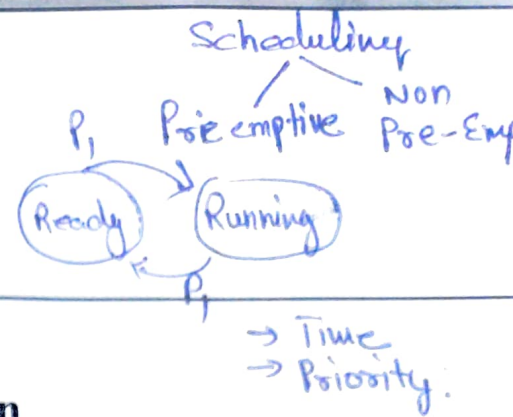 Scheduling
Pre emptive
Non
Pre-Emp
P1
Ready
Running
P1
→ Time
→ Priority.
n